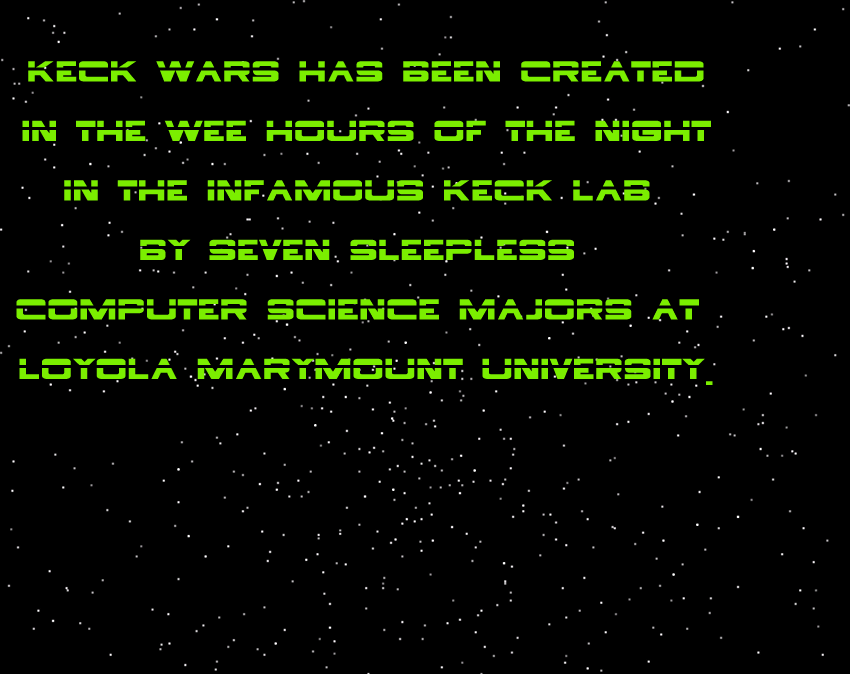 KECK WARS HAS BEEN CREATED
IN THE WEE HOURS OF THE NIGHT
IN THE INFAMOUS KECK LAB
BY SEVEN SLEEPLESS
COMPUTER SCIENCE MAJORS AT
LOYOLA MARYMOUNT UNIVERSITY.